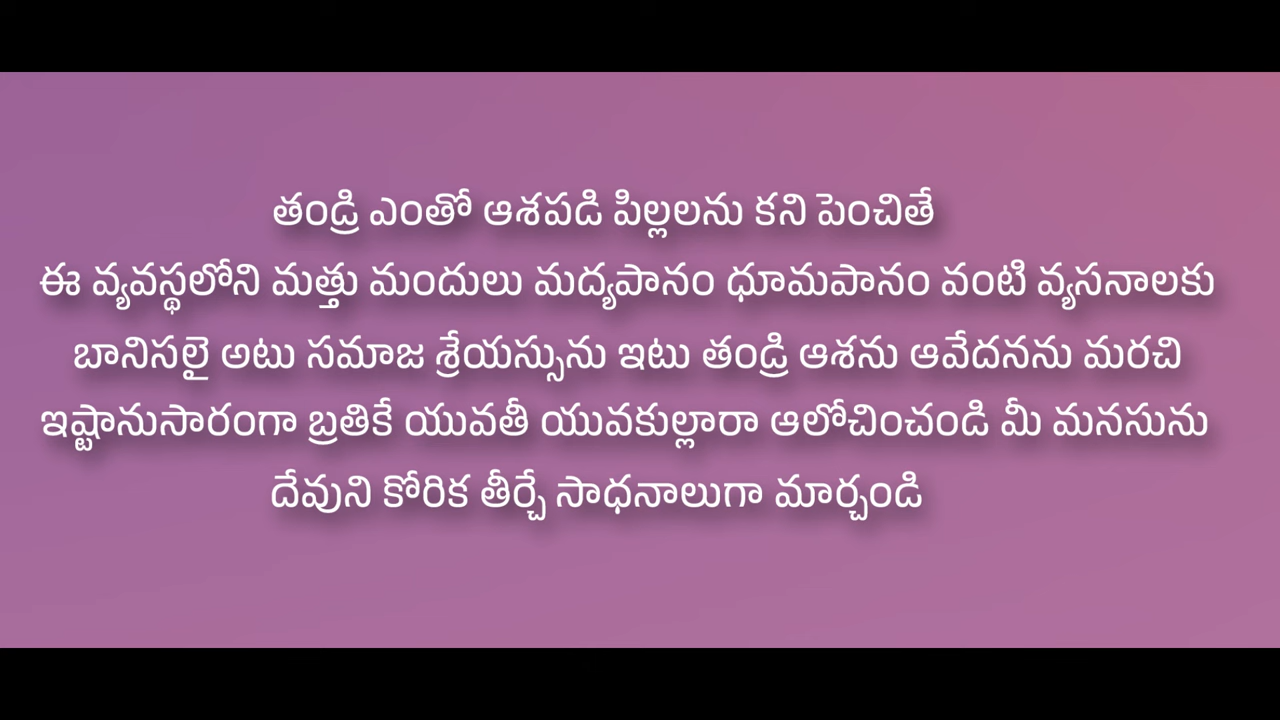 తండ్రి ఎంతో ఆశపడి పిల్లలను కని పెంచితే
ఈ వ్యవస్థలోని మత్తు మందులు మద్యపానం ధూమపానం వంటి వ్యసనాలకు
బానిసలై అటు సమాజ శ్రేయస్సును ఇటు తండ్రి ఆశను ఆవేదనను మరచి
ఇష్టానుసారంగా బ్రతికే యువతీ యువకుల్లారా ఆలోచించండి మీ మనసును
దేవుని కోరిక తీర్చే సాధనాలుగా మార్చండి